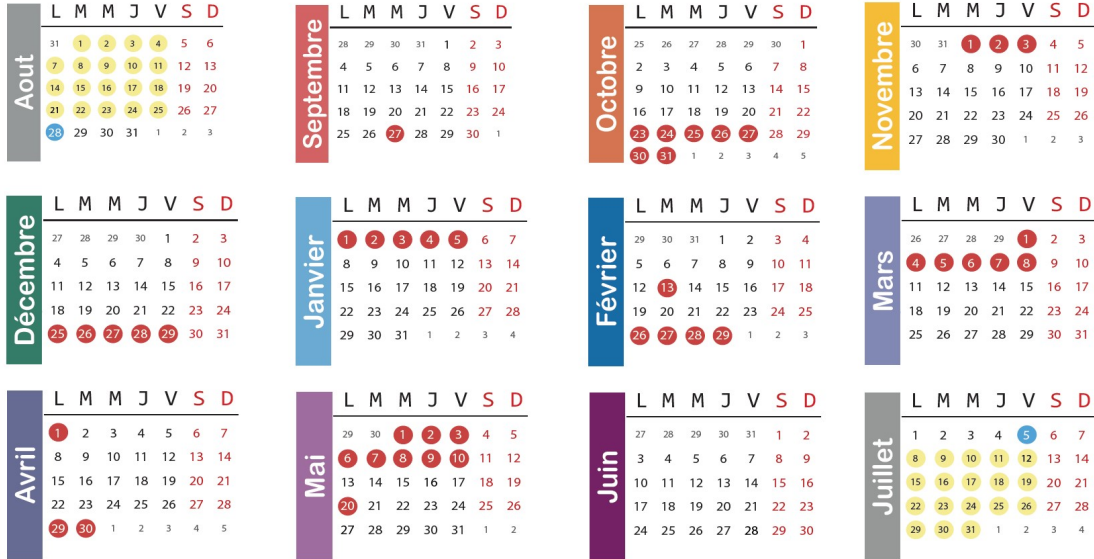 Aout
L M M J V S D
31 1 2 3 4 5 6
7 8 9 10 11 12 13
14 15 16 17 18 19 20
21 22 23 24 25 26 27
28 29 30 31 1 2 3
Septembre
L M M J V S D
28 29 30 31 1 2 3
4 5 6 7 8 9 10
11 12 13 14 15 16 17
18 19 20 21 22 23 24
25 26 27 28 29 30 1
Octobre
L M M J V S D
25 26 27 28 29 30 1
2 3 4 5 6 7 8
9 10 11 12 13 14 15
16 17 18 19 20 21 22
23 24 25 26 27 28 29
30 31 1 2 3 4 5
Novembre
L M M J V S D
30 31 1 2 3 4 5
6 7 8 9 10 11 12
13 14 15 16 17 18 19
20 21 22 23 24 25 26
27 28 29 30 1 2 3
Décembre
L M M J V S D
27 28 29 30 1 2 3
4 5 6 7 8 9 10
11 12 13 14 15 16 17
18 19 20 21 22 23 24
25 26 27 28 29 30 31
Janvier
L M M J V S D
1 2 3 4 5 6 7
8 9 10 11 12 13 14
15 16 17 18 19 20 21
22 23 24 25 26 27 28
29 30 31 1 2 3 4
Février
L M M J V S D
29 30 31 1 2 3 4
5 6 7 8 9 10 11
12 13 14 15 16 17 18
19 20 21 22 23 24 25
26 27 28 29 1 2 3
Mars
L M M J V S D
26 27 28 29 1 2 3
4 5 6 7 8 9 10
11 12 13 14 15 16 17
18 19 20 21 22 23 24
25 26 27 28 29 30 31
Avril
L M M J V S D
1 2 3 4 5 6 7
8 9 10 11 12 13 14
15 16 17 18 19 20 21
22 23 24 25 26 27 28
29 30 1 2 3 4 5
Mai
L M M J V S D
29 30 1 2 3 4 5
6 7 8 9 10 11 12
13 14 15 16 17 18 19
20 21 22 23 24 25 26
27 28 29 30 31 1 2
Juin
L M M J V S D
27 28 29 30 31 1 2
3 4 5 6 7 8 9
10 11 12 13 14 15 16
17 18 19 20 21 22 23
24 25 26 27 28 29 30
Juillet
L M M J V S D
1 2 3 4 5 6 7
8 9 10 11 12 13 14
15 16 17 18 19 20 21
22 23 24 25 26 27 28
29 30 31 1 2 3 4